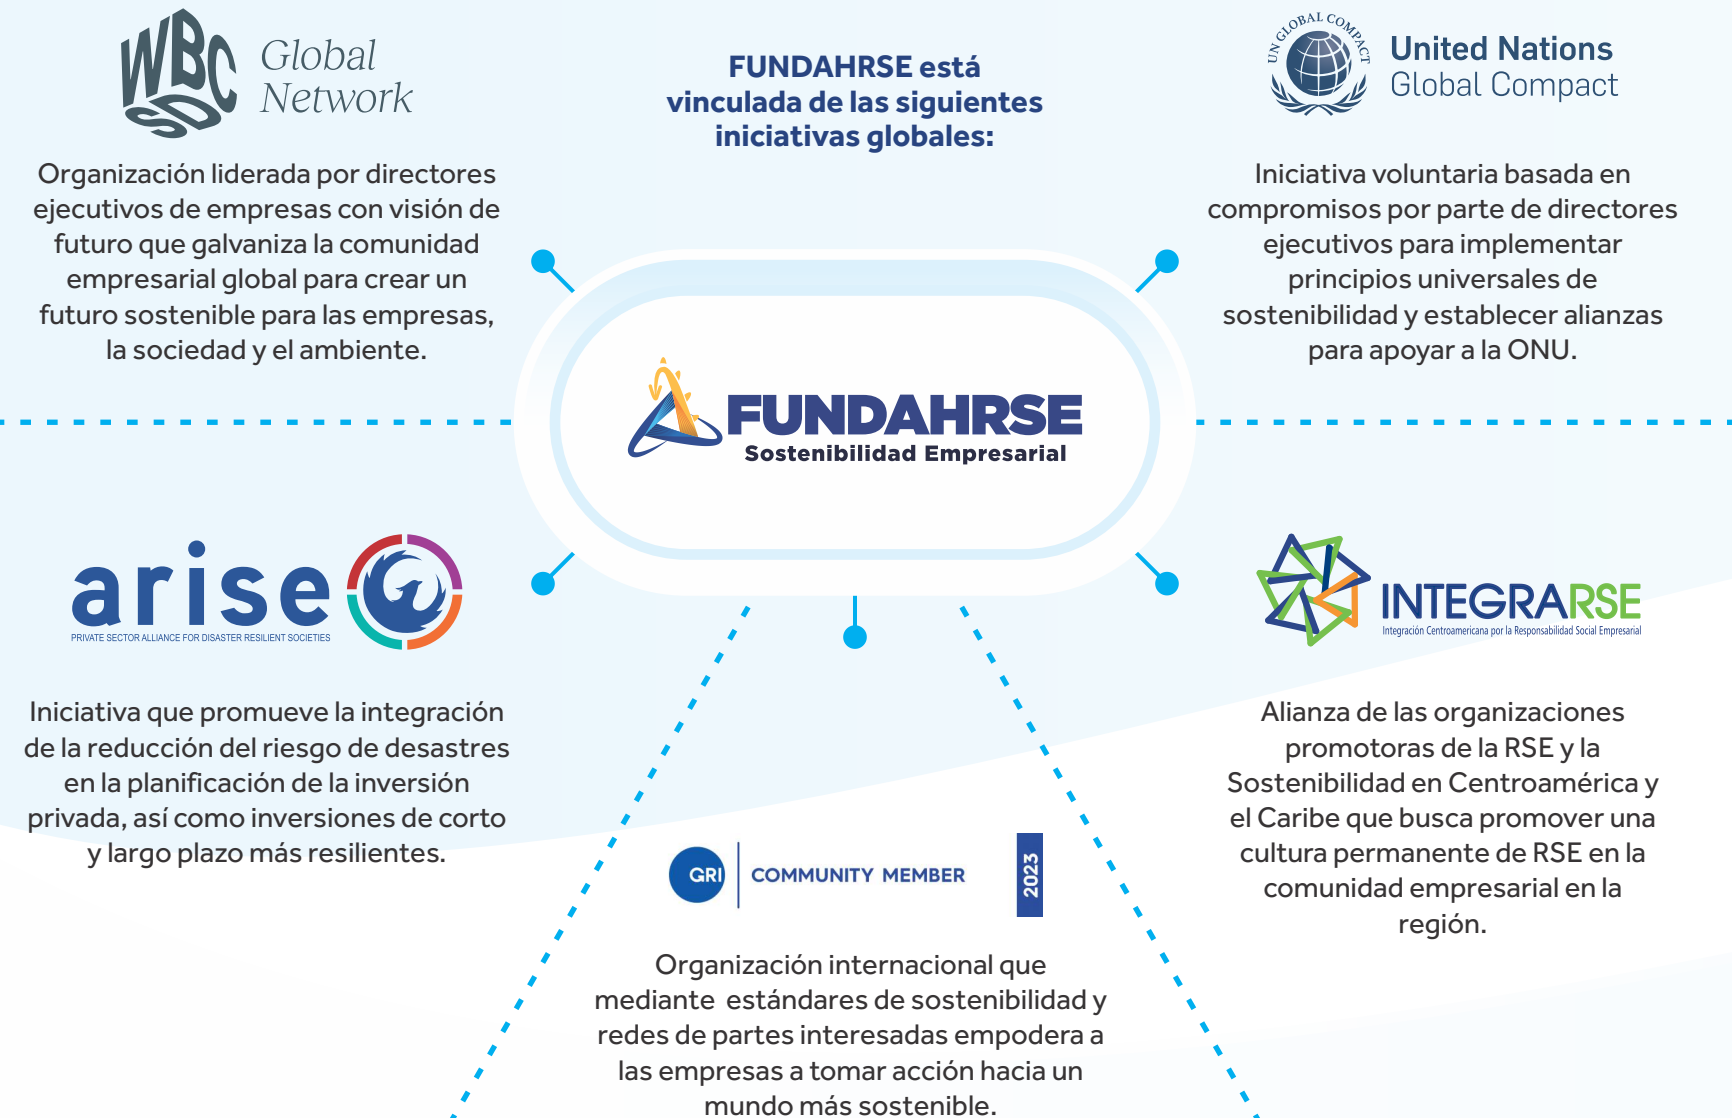 WBC
SD
Global
Network
Organización liderada por directores
ejecutivos de empresas con visión de
futuro que galvaniza la comunidad
empresarial global para crear un
futuro sostenible para las empresas,
la sociedad y el ambiente.
FUNDAHRSE está
vinculada de las siguientes
iniciativas globales:
UN GLOBAL COMPACT
United Nations
Global Compact
Iniciativa voluntaria basada en
compromisos por parte de directores
ejecutivos para implementar
principios universales de
sostenibilidad y establecer alianzas
para apoyar a la ONU.
FUNDAHRSE
Sostenibilidad Empresarial
arise
PRIVATE SECTOR ALLIANCE FOR DISASTER RESILIENT SOCIETIES
Iniciativa que promueve la integración
de la reducción del riesgo de desastres
en la planificación de la inversión
privada, así como inversiones de corto
y largo plazo más resilientes.
INTEGRARSE
Integración Centroamericana por la Responsabilidad Social Empresarial
Alianza de las organizaciones
promotoras de la RSE y la
Sostenibilidad en Centroamérica y
el Caribe que busca promover una
cultura permanente de RSE en la
comunidad empresarial en la
región.
GRI
COMMUNITY MEMBER
2023
Organización internacional que
mediante estándares de sostenibilidad y
redes de partes interesadas empodera a
las empresas a tomar acción hacia un
mundo más sostenible.